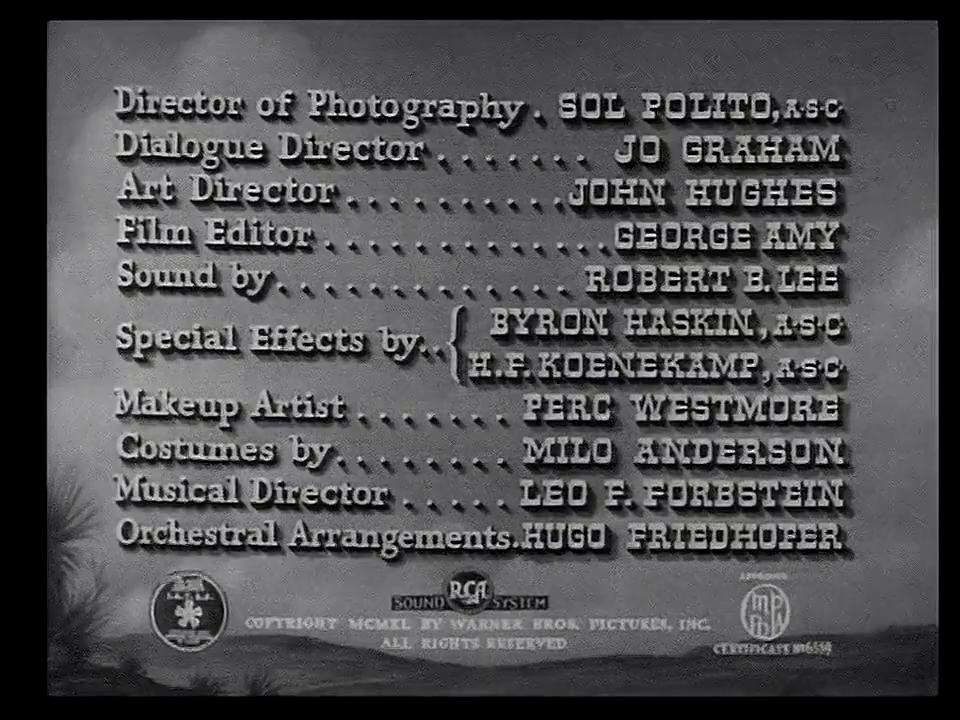 Director of Photography. SOL POLITO, A·S·C
Dialogue Director....... JO GRAHAM
Art Director..........JOHN HUGHES
Film Editor.............GEORGE AMY
Sound by............. ROBERT B. LEE
Special Effects by..{ BYRON HASKIN, A·S·C
H.F. KOENEKAMP, A·S·C
Makeup Artist....... PERC WESTMORE
Costumes by........ MILO ANDERSON
Musical Director..... LEO F. FORBSTEIN
Orchestral Arrangements.HUGO FRIEDHOFER
RCA
SOUND SYSTEM
APPROVED
COPYRIGHT MCMXL BY WARNER BROS. PICTURES, INC.
ALL RIGHTS RESERVED
CERTIFICATE Nº